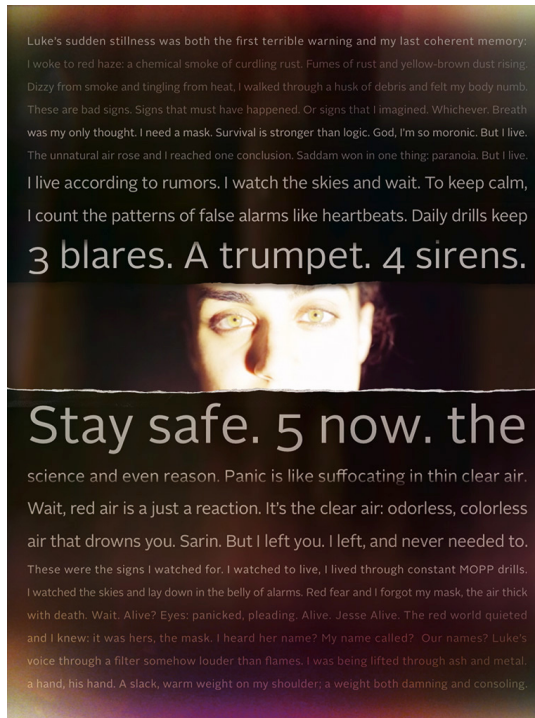 Luke's sudden stillness was both the first terrible warning and my last coherent memory:
I woke to red haze: a chemical smoke of curdling rust. Fumes of rust and yellow-brown dust rising.
Dizzy from smoke and tingling from heat, I walked through a husk of debris and felt my body numb.
These are bad signs. Signs that must have happened. Or signs that I imagined. Whichever. Breath
was my only thought. I need a mask. Survival is stronger than logic. God, I'm so moronic. But I live.
The unnatural air rose and I reached one conclusion. Saddam won in one thing: paranoia. But I live.
I live according to rumors. I watch the skies and wait. To keep calm,
I count the patterns of false alarms like heartbeats. Daily drills keep
3 blares. A trumpet. 4 sirens.
Stay safe. 5 now. the
science and even reason. Panic is like suffocating in thin clear air.
Wait, red air is a just a reaction. It's the clear air: odorless, colorless
air that drowns you. Sarin. But I left you. I left, and never needed to.
These were the signs I watched for. I watched to live, I lived through constant MOPP drills.
I watched the skies and lay down in the belly of alarms. Red fear and I forgot my mask, the air thick
with death. Wait. Alive? Eyes: panicked, pleading. Alive. Jesse Alive. The red world quieted
and I knew: it was hers, the mask. I heard her name? My name called? Our names? Luke's
voice through a filter somehow louder than flames. I was being lifted through ash and metal.
a hand, his hand. A slack, warm weight on my shoulder; a weight both damning and consoling.